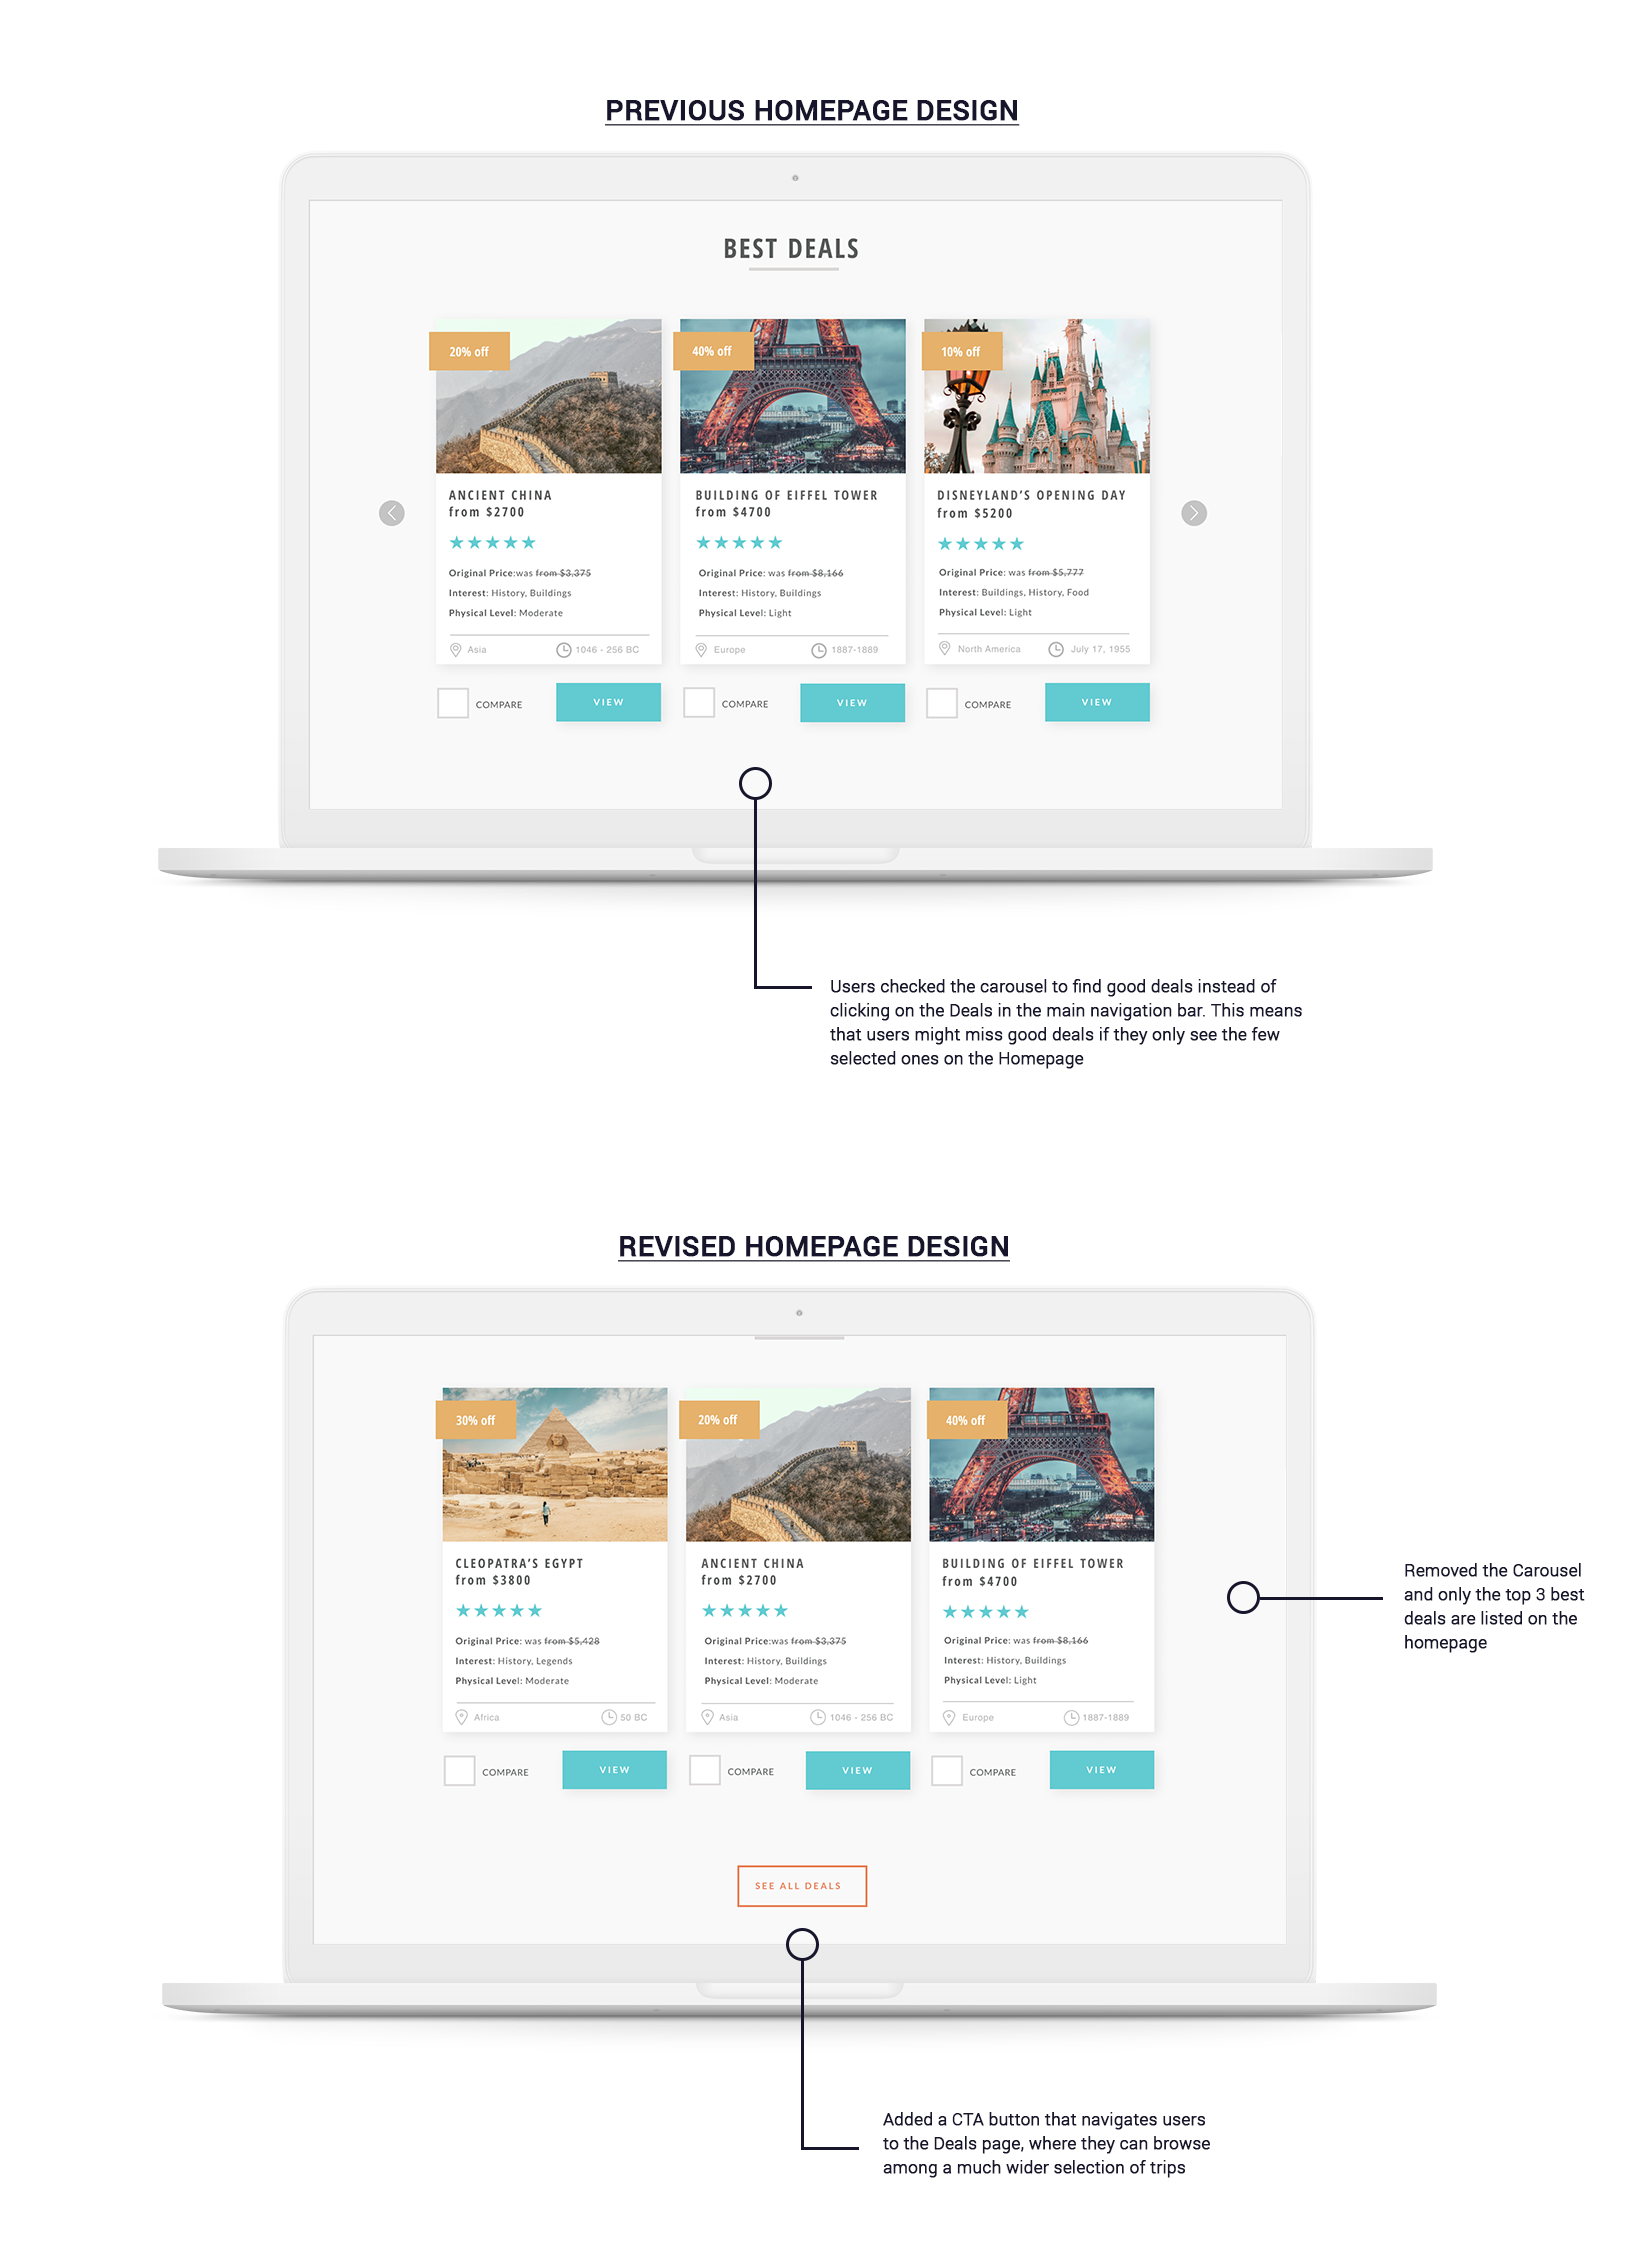 PREVIOUS HOMEPAGE DESIGN
BEST DEALS
20% off
40% off
10% off
ANCIENT CHINA
from $2700
Original Price:was from $3,375
Interest: History, Buildings
Physical Level: Moderate
Asia
1046 - 256 BC
BUILDING OF EIFFEL TOWER
from $4700
Original Price: was from $8,166
Interest: History, Buildings
Physical Level: Light
Europe
1887-1889
DISNEYLAND'S OPENING DAY
from $5200
Original Price: was from $5,777
Interest: Buildings, History, Food
Physical Level: Light
North America
July 17, 1955
COMPARE
VIEW
COMPARE
VIEW
COMPARE
VIEW
Users checked the carousel to find good deals instead of
clicking on the Deals in the main navigation bar. This means
that users might miss good deals if they only see the few
selected ones on the Homepage
REVISED HOMEPAGE DESIGN
30% off
20% off
40% off
CLEOPATRA'S EGYPT
from $3800
Original Price: was from $5,428
Interest: History, Legends
Physical Level: Moderate
Africa
50 BC
ANCIENT CHINA
from $2700
Original Price:was from $3,375
Interest: History, Buildings
Physical Level: Moderate
Asia
1046 - 256 BC
BUILDING OF EIFFEL TOWER
from $4700
Original Price: was from $8,166
Interest: History, Buildings
Physical Level: Light
Europe
1887-1889
COMPARE
VIEW
COMPARE
VIEW
COMPARE
VIEW
Removed the Carousel
and only the top 3 best
deals are listed on the
homepage
SEE ALL DEALS
Added a CTA button that navigates users
to the Deals page, where they can browse
among a much wider selection of trips